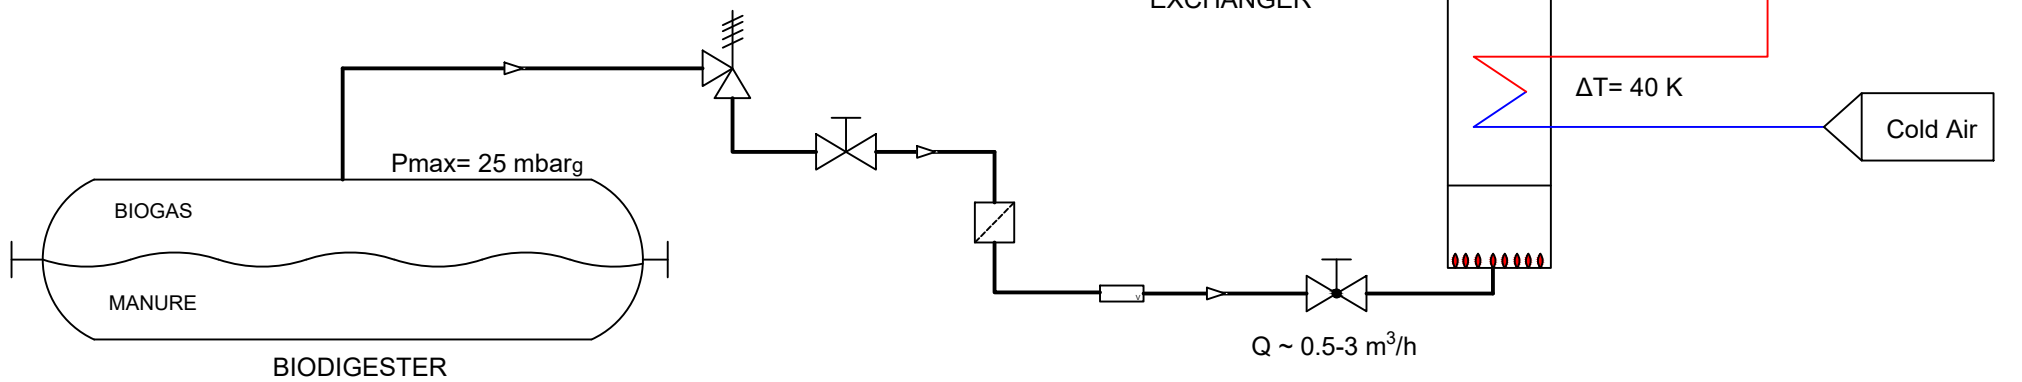 EXCHANGER
ΔT= 40 K
Cold Air
Pmax= 25 mbarg
BIOGAS
MANURE
v
Q ~ 0.5-3 m³/h
BIODIGESTER